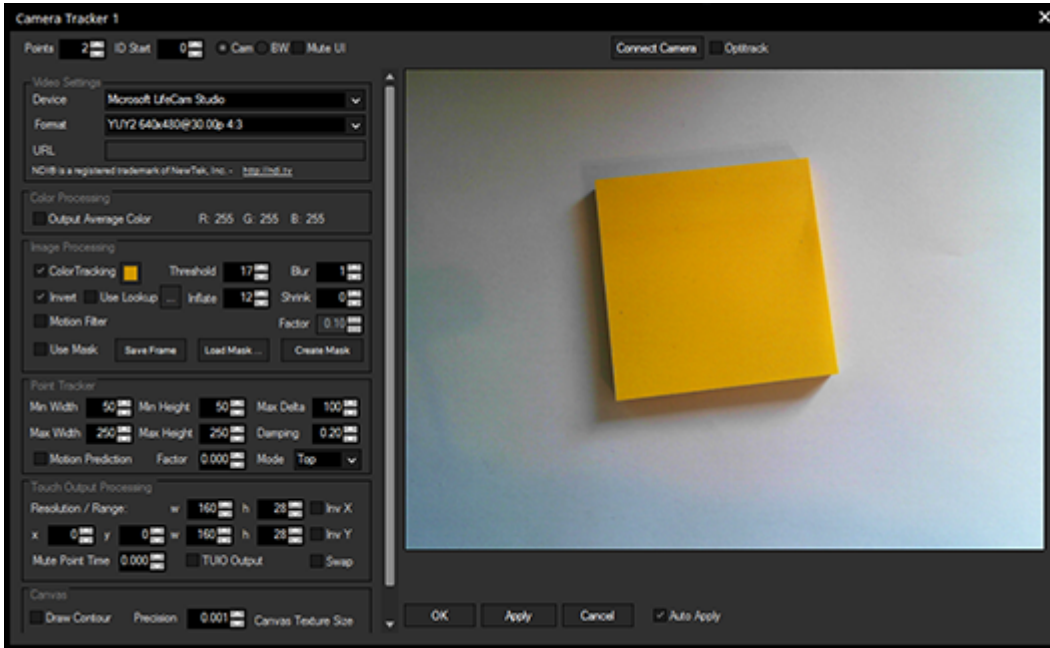 Camera Tracker 1
Points 2 ID Start 0 Cam BW Mute UI Connect Camera Optitrack
Video Settings
Device Microsoft LifeCam Studio
Format YUY2 640x480@30.00p 4:3
URL
NDI® is a registered trademark of NewTek, Inc. - http://ndi.tv
Color Processing
Output Average Color R: 255 G: 255 B: 255
Image Processing
ColorTracking Threshold 17 Blur 1
Invert Use Lookup ... Inflate 12 Shrink 0
Motion Filter Factor 0.10
Use Mask Save Frame Load Mask ... Create Mask
Point Tracker
Min Width 50 Min Height 50 Max Delta 100
Max Width 250 Max Height 250 Damping 0.20
Motion Prediction Factor 0.000 Mode Top
Touch Output Processing
Resolution / Range: w 160 h 28 Inv X
x 0 y 0 w 160 h 28 Inv Y
Mute Point Time 0.000 TUIO Output Swap
Canvas
Draw Contour Precision 0.001 Canvas Texture Size
OK Apply Cancel Auto Apply